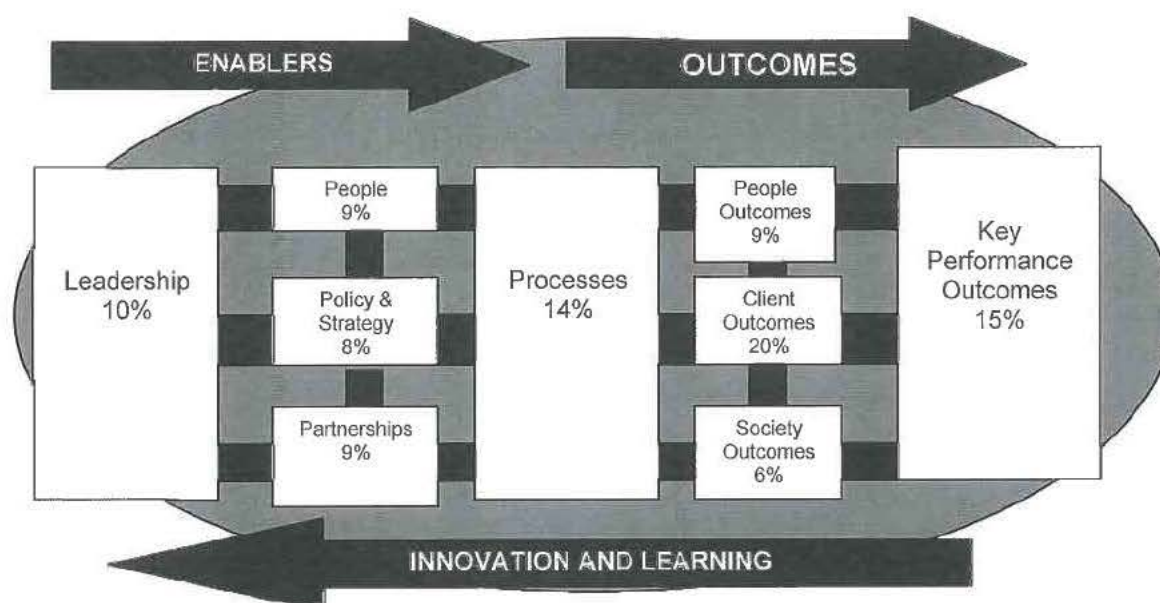 ENABLERS
OUTCOMES
Leadership
10%
People
9%
Policy &
Strategy
8%
Partnerships
9%
Processes
14%
People
Outcomes
9%
Client
Outcomes
20%
Society
Outcomes
6%
Key
Performance
Outcomes
15%
INNOVATION AND LEARNING